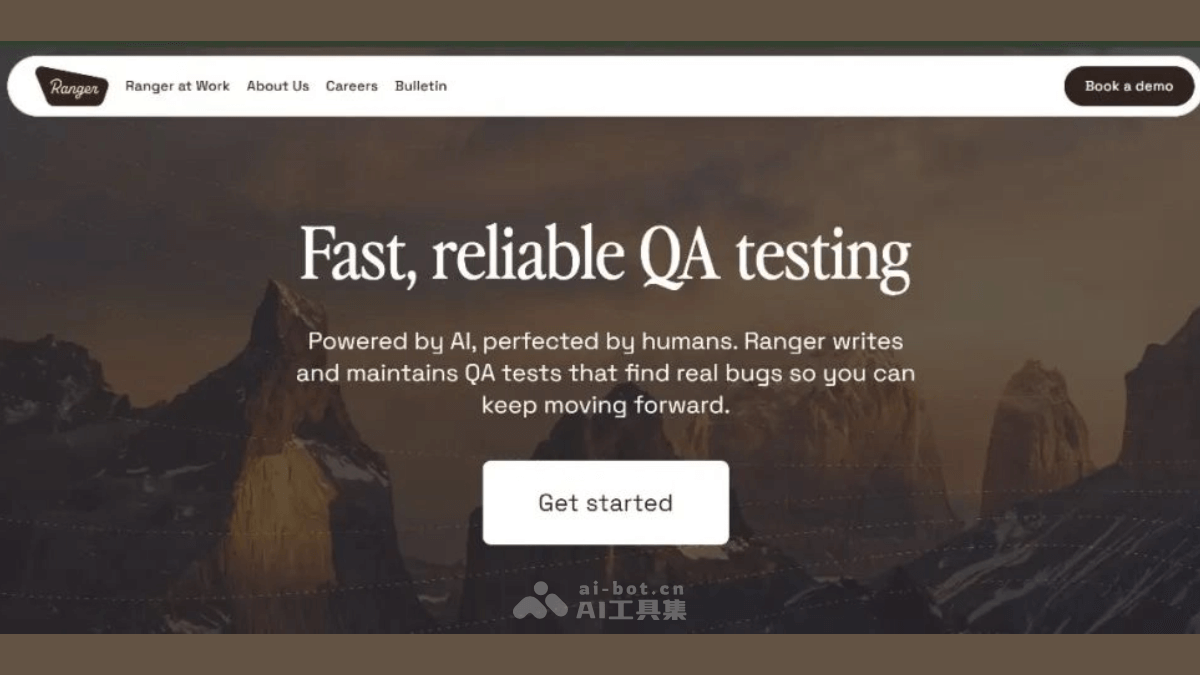 Ranger
Ranger at Work
About Us
Careers
Bulletin
Book a demo
Fast, reliable QA testing
Powered by AI, perfected by humans. Ranger writes
and maintains QA tests that find real bugs so you can
keep moving forward.
Get started
ai-bot.cn
AI工具集